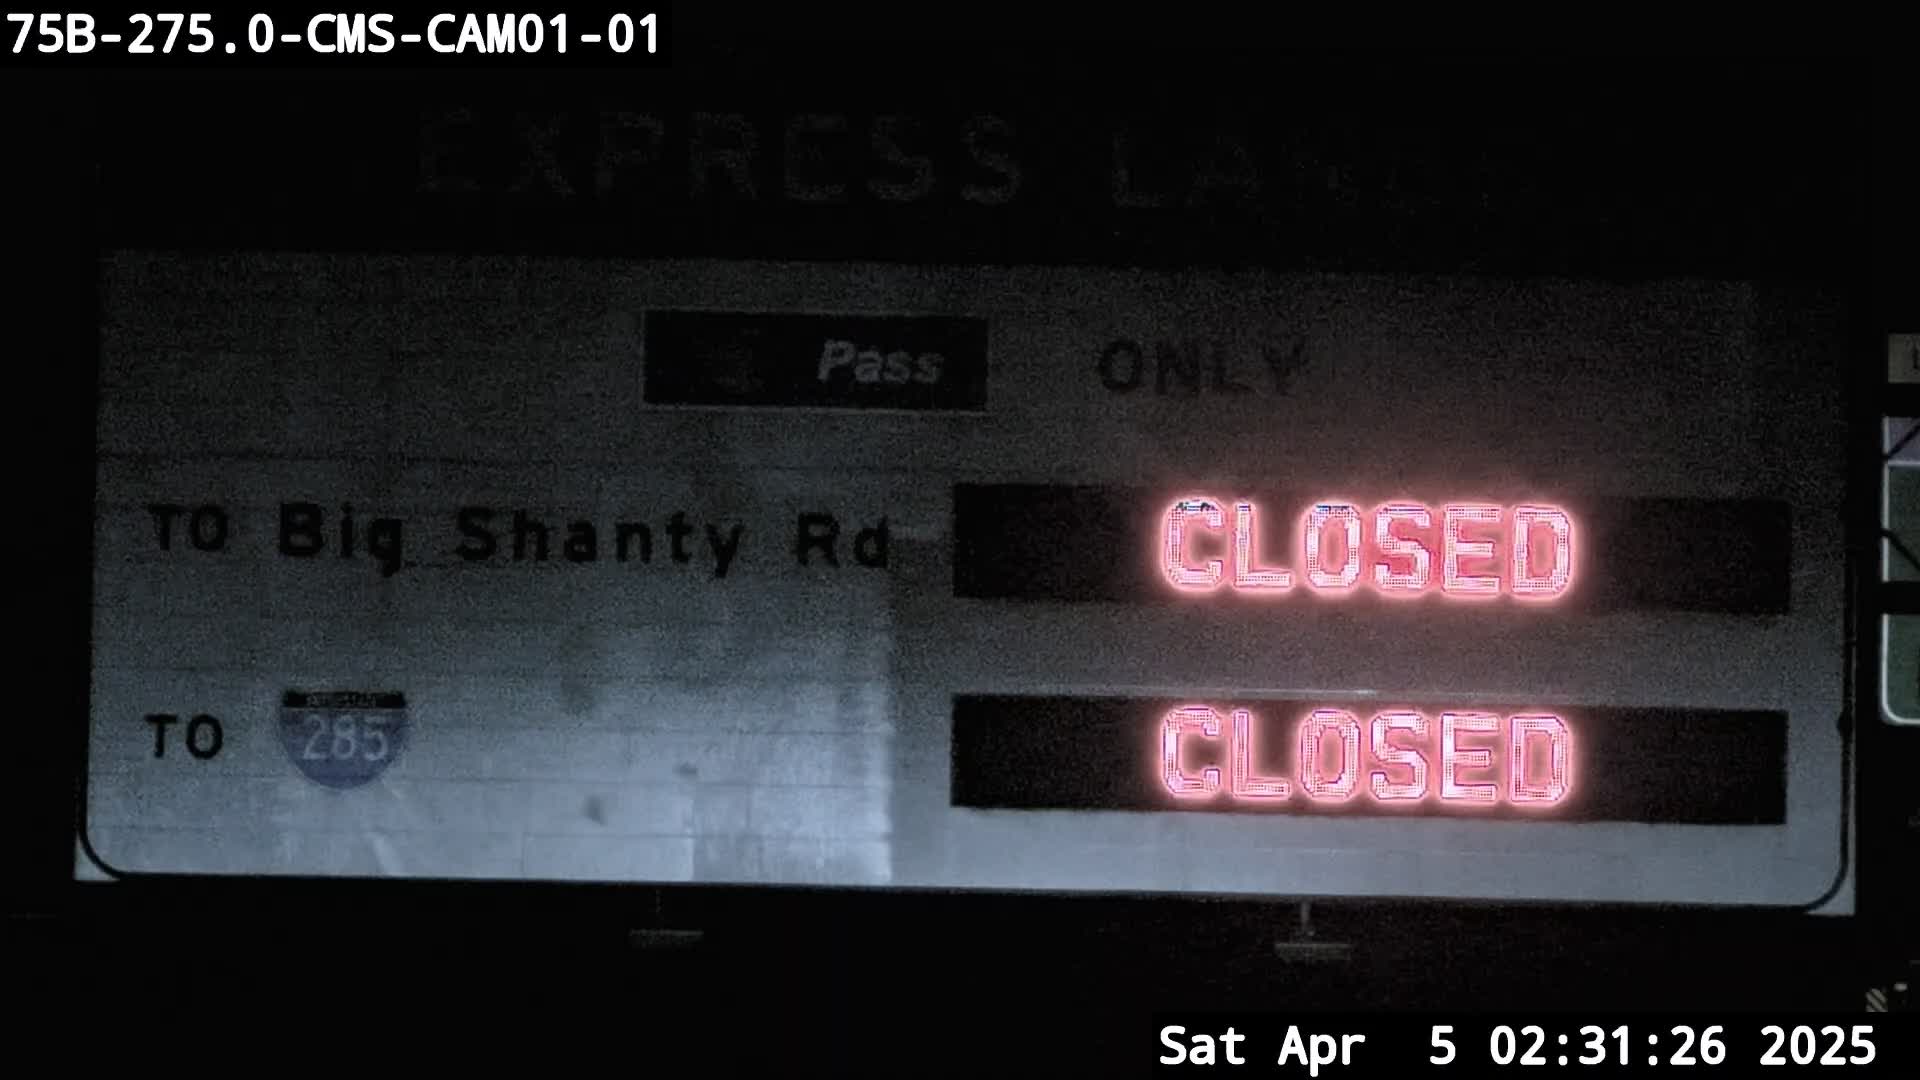 75B-275.0-CMS-CAM01-01
EXPRESS
Pass ONLY
TO Big Shanty Rd CLOSED
TO 285 CLOSED
Sat Apr 5 02:31:26 2025